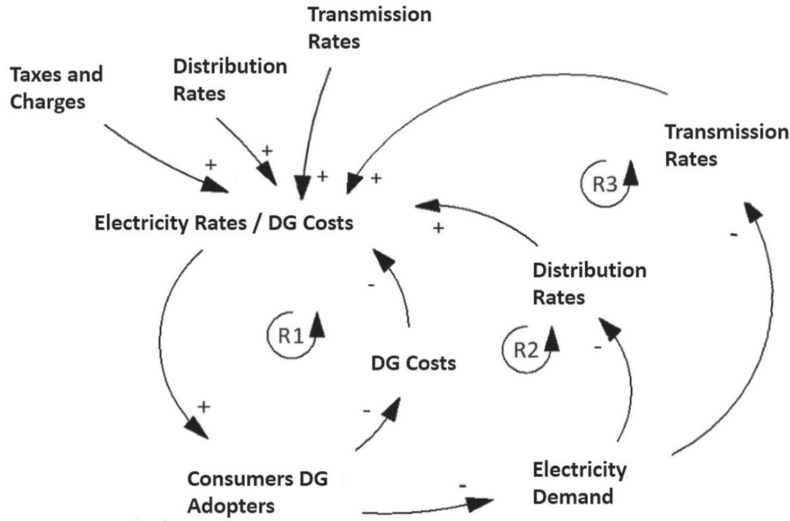 Transmission
Rates
Taxes and
Charges
Distribution
Rates
Transmission
Rates
+
+
+
+
R3
Electricity Rates / DG Costs
+
-
-
Distribution
Rates
R1
R2
-
DG Costs
+
-
Consumers DG
Adopters
-
Electricity
Demand